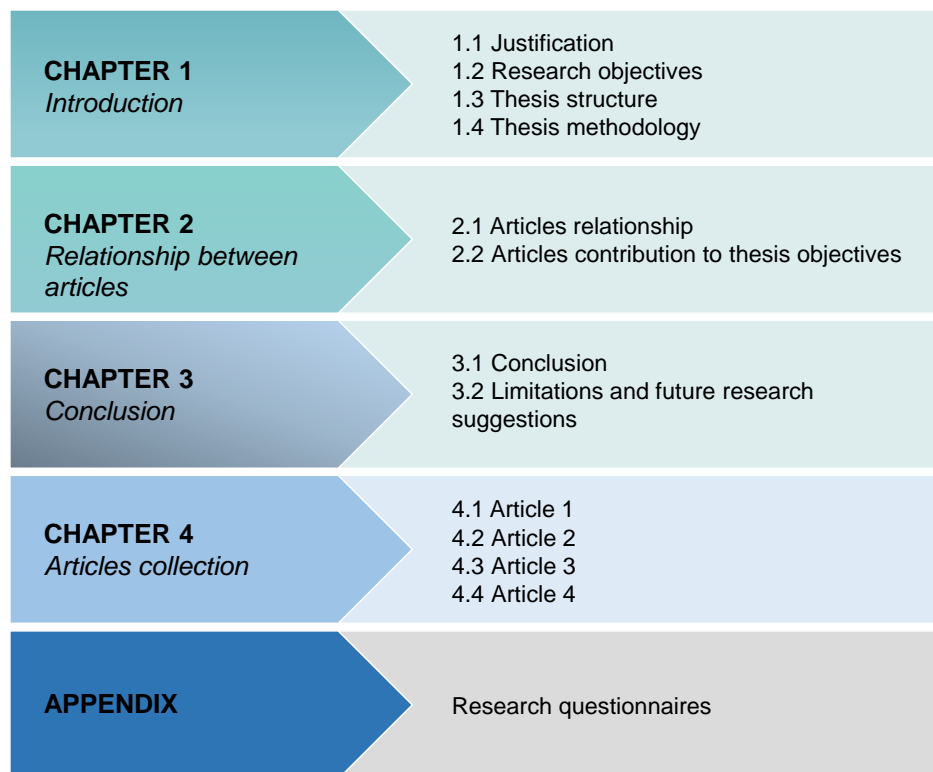 CHAPTER 1
Introduction
1.1 Justification
1.2 Research objectives
1.3 Thesis structure
1.4 Thesis methodology
CHAPTER 2
Relationship between
articles
2.1 Articles relationship
2.2 Articles contribution to thesis objectives
CHAPTER 3
Conclusion
3.1 Conclusion
3.2 Limitations and future research
suggestions
CHAPTER 4
Articles collection
4.1 Article 1
4.2 Article 2
4.3 Article 3
4.4 Article 4
APPENDIX
Research questionnaires